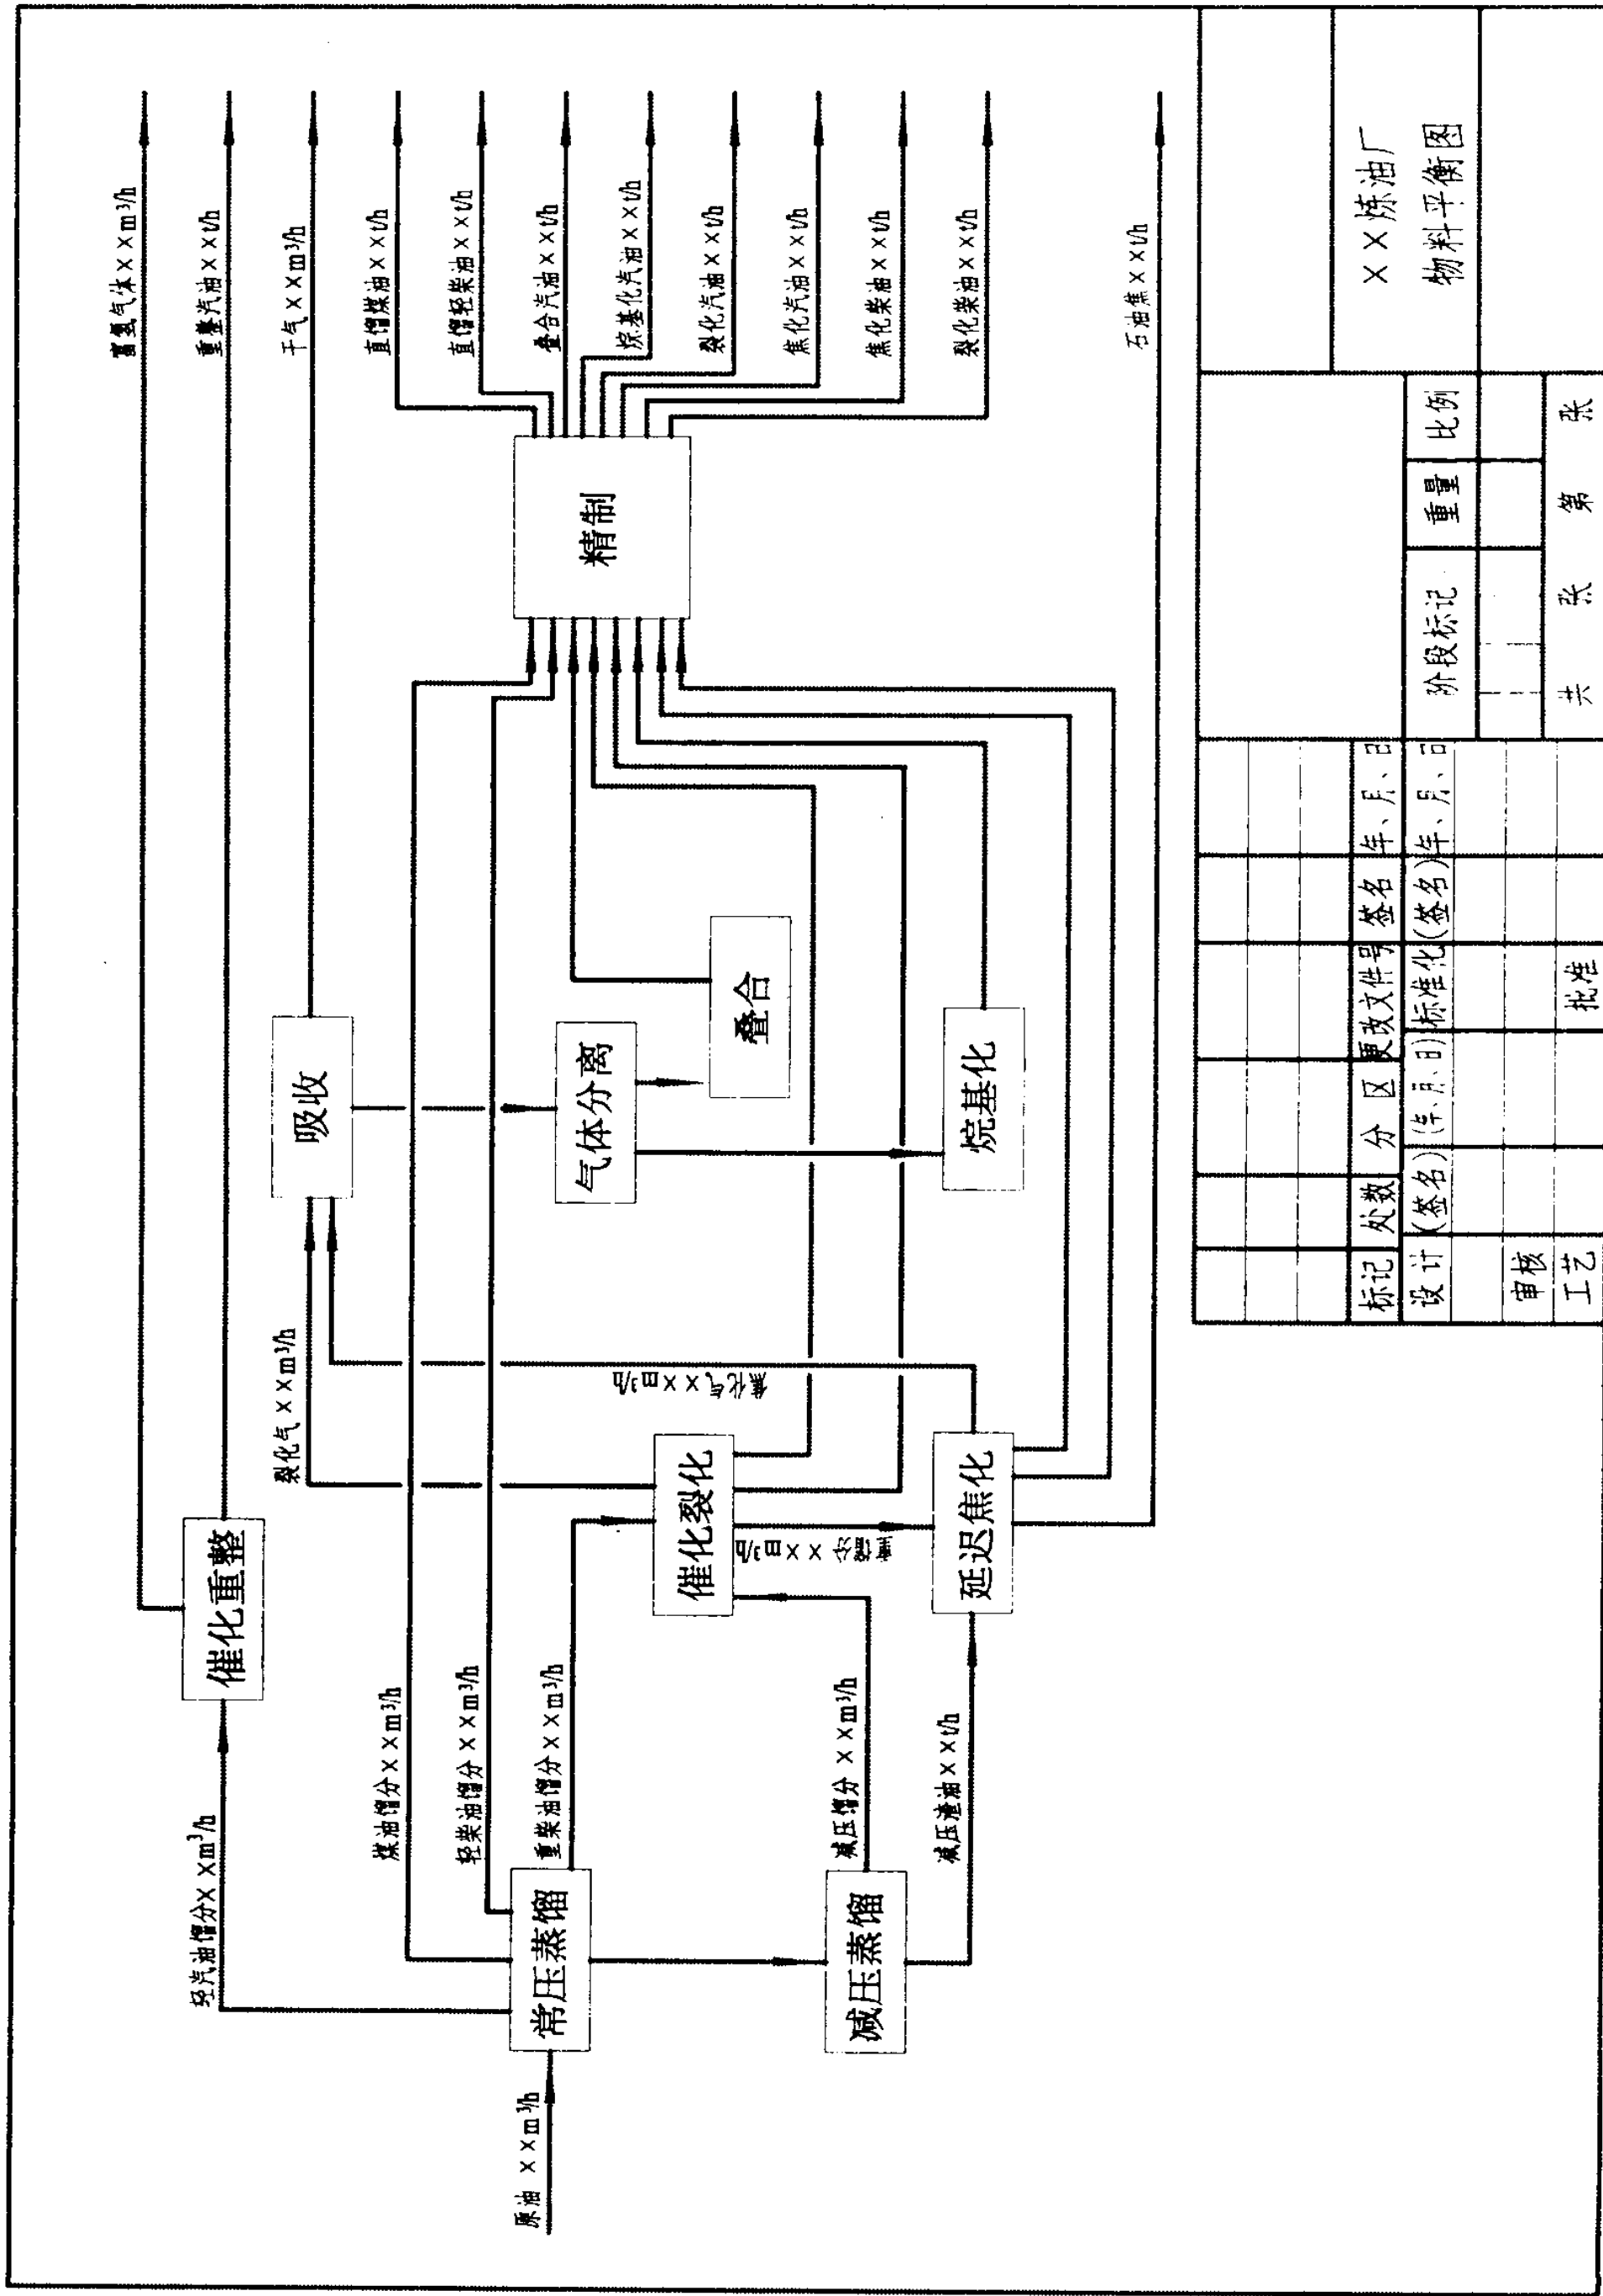 富氢气体××m³/h
重整汽油××t/h
轻汽油馏分××m³/h
催化重整
裂化气××m³/h
吸收
干气××m³/h
煤油馏分××m³/h
直馏煤油××t/h
轻柴油馏分××m³/h
直馏轻柴油××t/h
重柴油馏分××m³/h
叠合汽油××t/h
原油 ××m³/h
常压蒸馏
气体分离
精制
烷基化汽油××t/h
焦化气××m³/h
催化裂化
叠合
裂化汽油××t/h
焦化汽油××t/h
重馏分××m³/h
减压馏分××m³/h
减压蒸馏
焦化柴油××t/h
减压渣油××t/h
延迟焦化
烷基化
裂化柴油××t/h
石油焦××t/h
标记 处数 分 区 更改文件号 签名 年、月、日
设计 (签名) (年、月、日) 标准化 (签名) 年、月、日
阶段标记 重量 比例
审核
工艺 批准
共 张 第 张
××炼油厂
物料平衡图